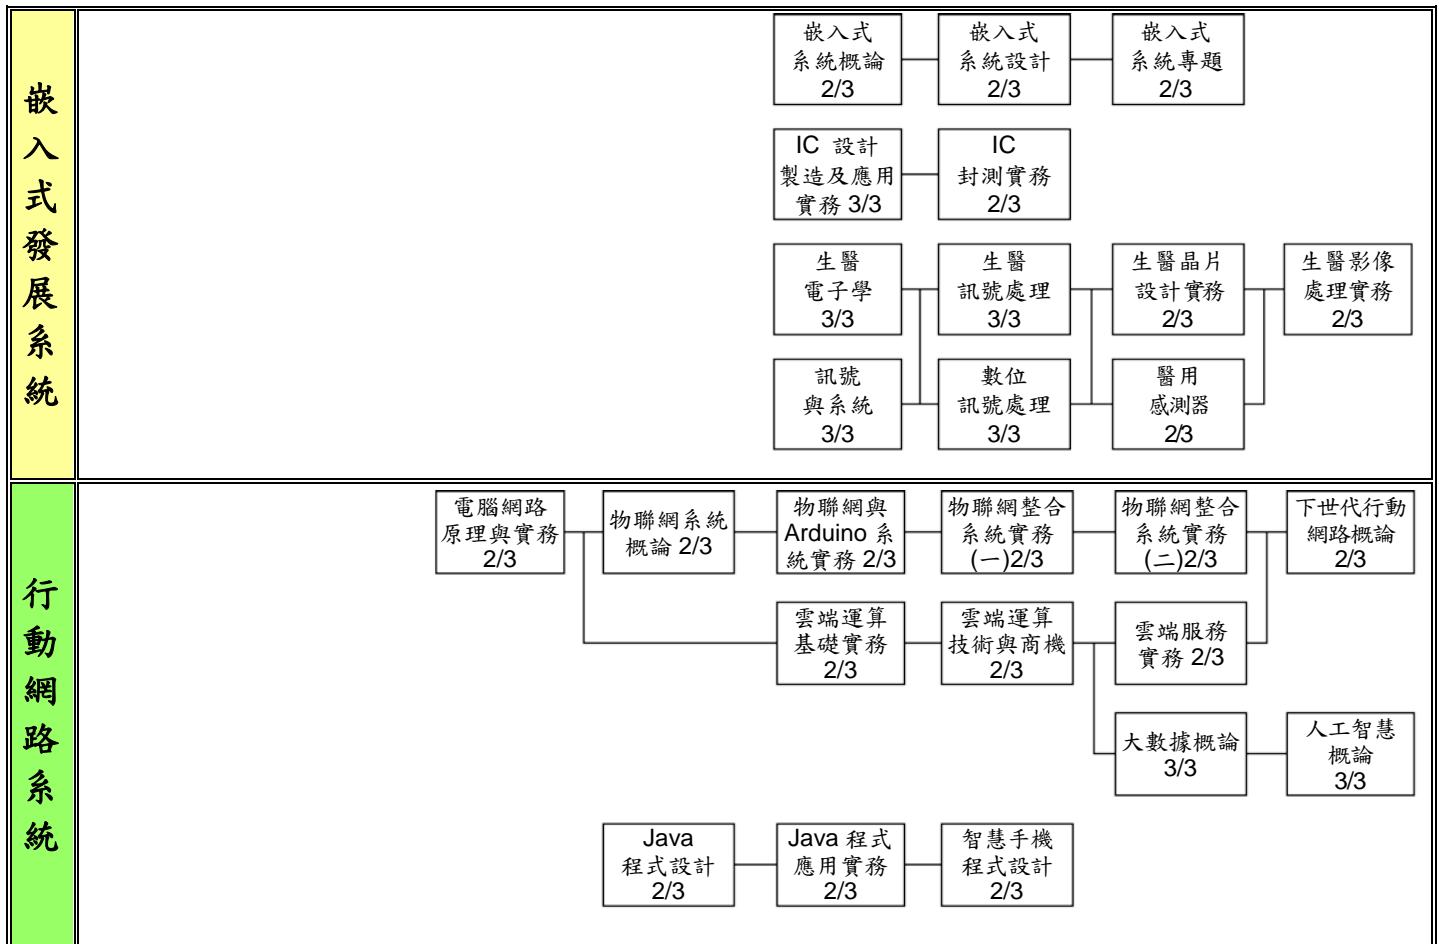 嵌入式發展系統
嵌入式
系統概論
2/3
嵌入式
系統設計
2/3
嵌入式
系統專題
2/3
IC 設計
製造及應用
實務 3/3
IC
封測實務
2/3
生醫
電子學
3/3
生醫
訊號處理
3/3
生醫晶片
設計實務
2/3
生醫影像
處理實務
2/3
訊號
與系統
3/3
數位
訊號處理
3/3
醫用
感測器
2/3
行動網路系統
電腦網路
原理與實務
2/3
物聯網系統
概論 2/3
物聯網與
Arduino 系
統實務 2/3
物聯網整合
系統實務
(一)2/3
物聯網整合
系統實務
(二)2/3
下世代行動
網路概論
2/3
雲端運算
基礎實務
2/3
雲端運算
技術與商機
2/3
雲端服務
實務 2/3
大數據概論
3/3
人工智慧
概論
3/3
Java
程式設計
2/3
Java 程式
應用實務
2/3
智慧手機
程式設計
2/3